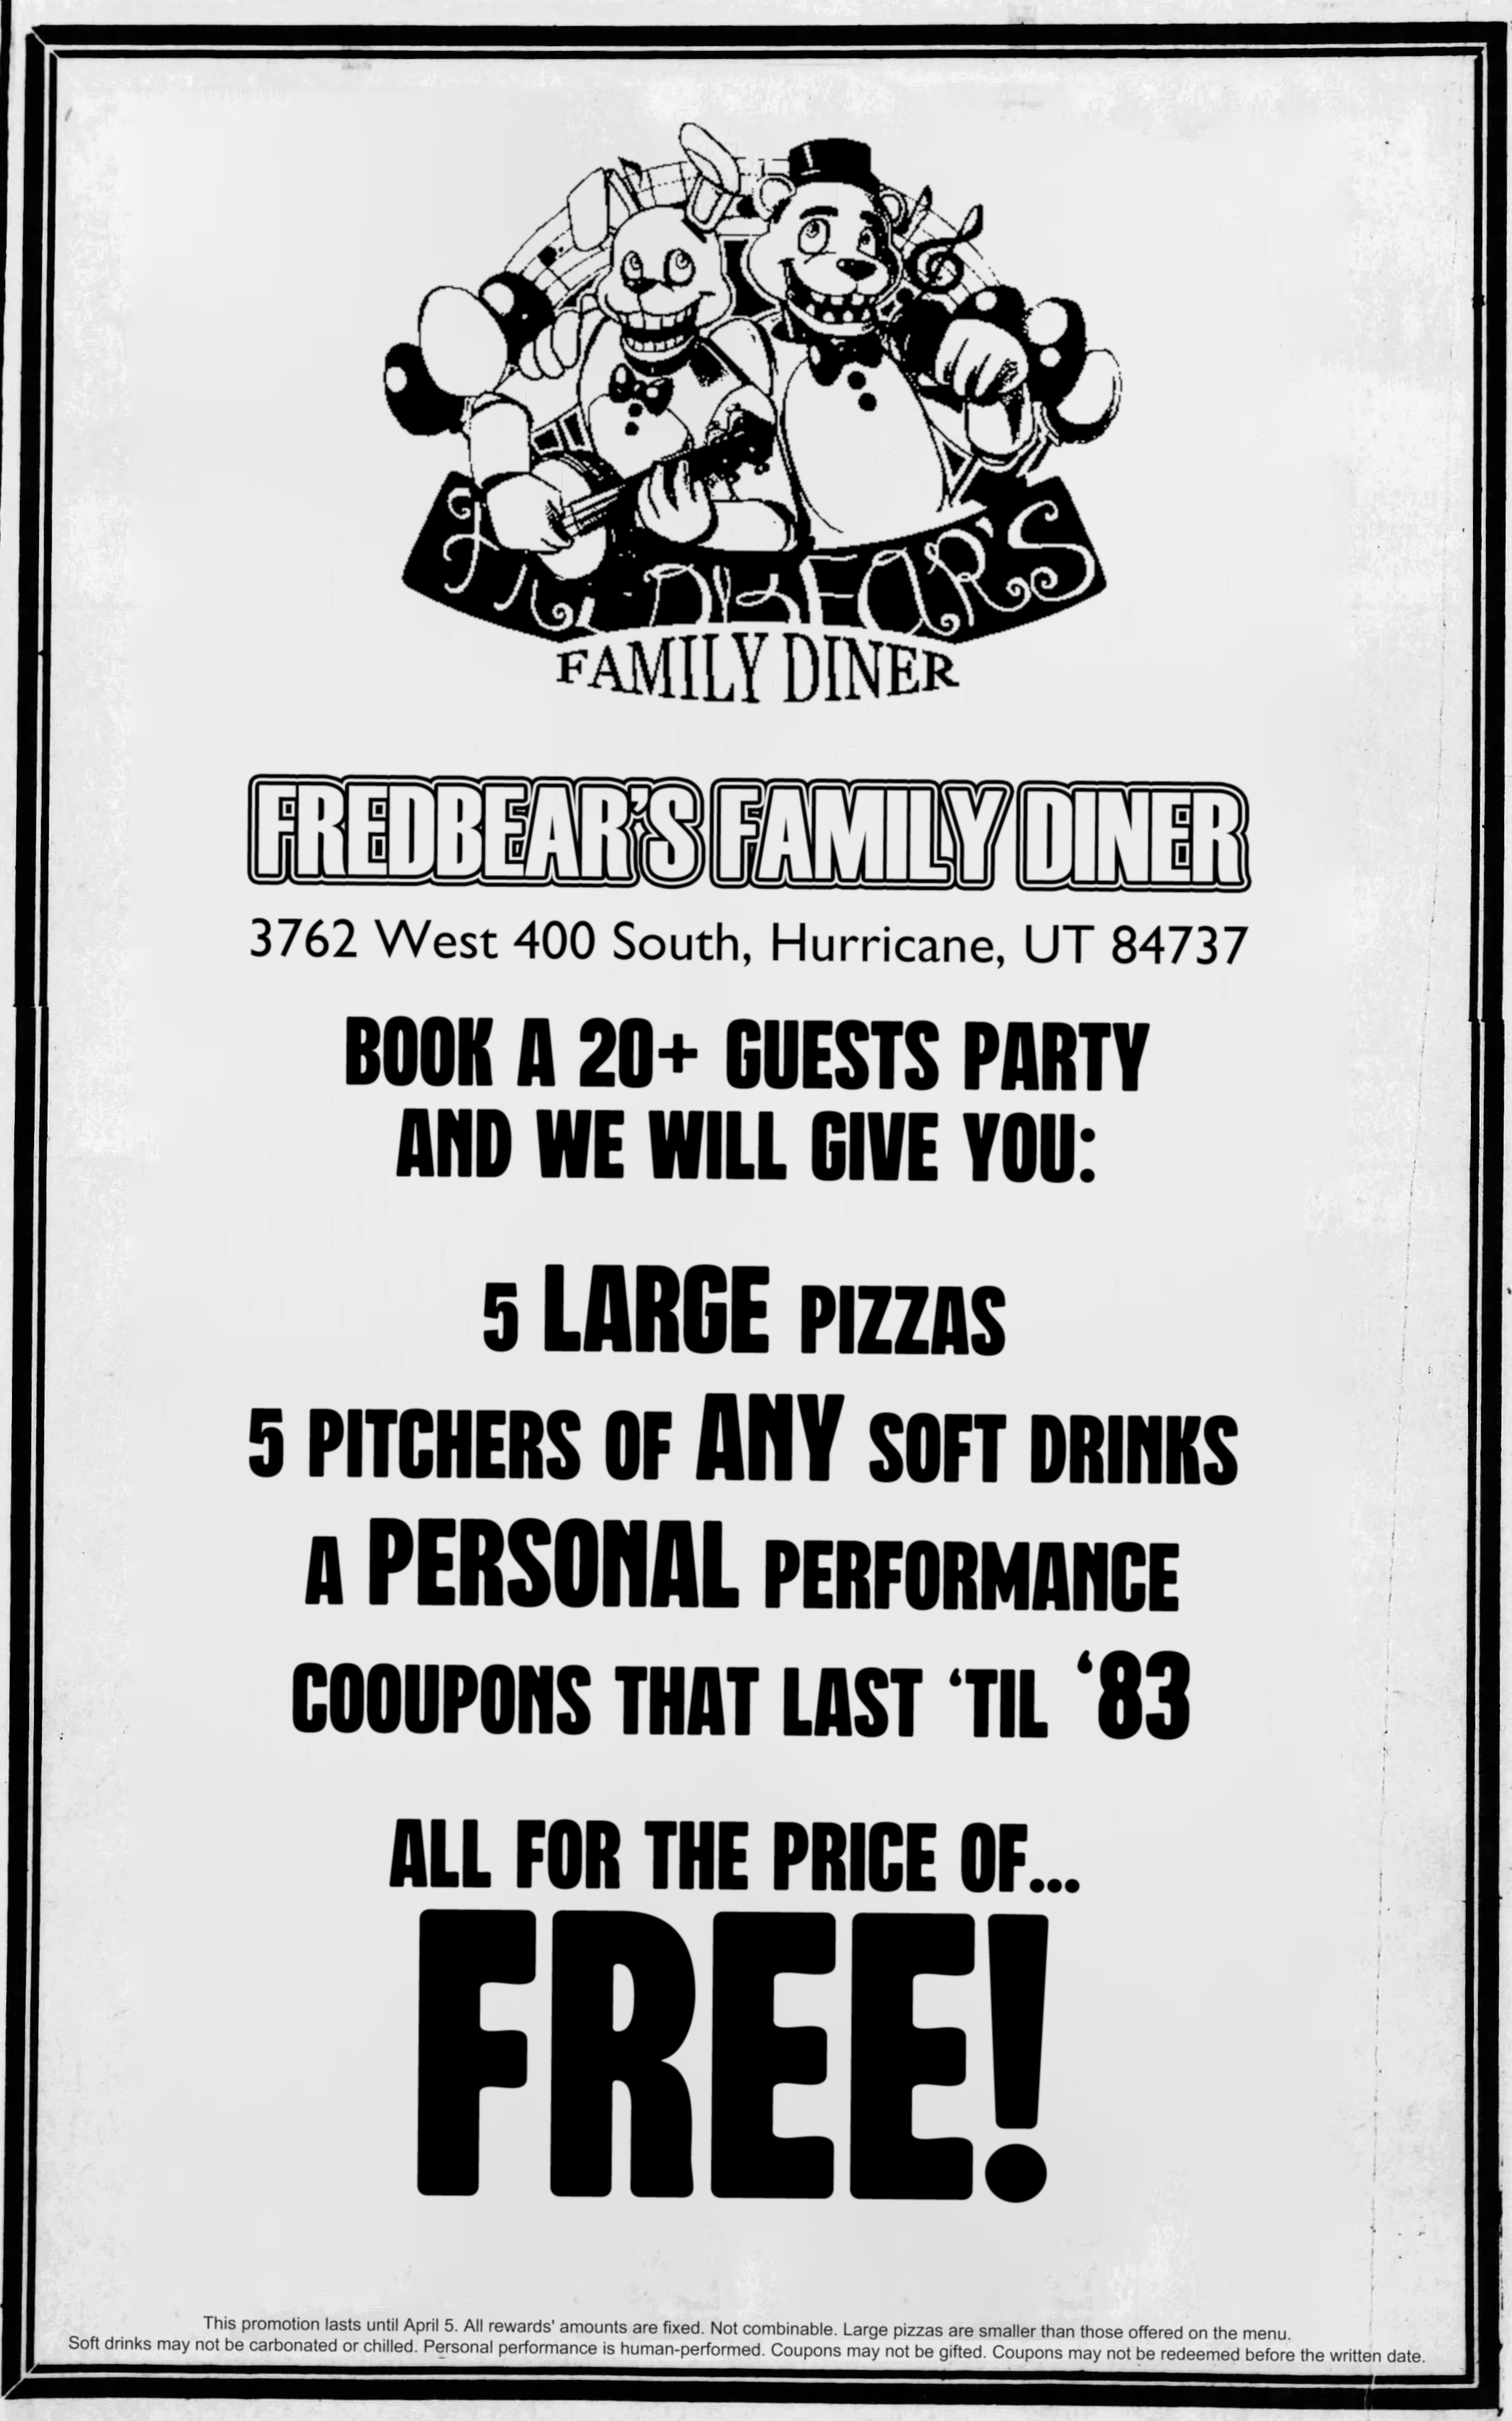 FREDBEAR'S
FAMILY DINER
FREDBEAR'S FAMILY DINER
3762 West 400 South, Hurricane, UT 84737
BOOK A 20+ GUESTS PARTY
AND WE WILL GIVE YOU:
5 LARGE PIZZAS
5 PITCHERS OF ANY SOFT DRINKS
A PERSONAL PERFORMANCE
COOUPONS THAT LAST ‘TIL ‘83
ALL FOR THE PRICE OF...
FREE!
This promotion lasts until April 5. All rewards' amounts are fixed. Not combinable. Large pizzas are smaller than those offered on the menu.
Soft drinks may not be carbonated or chilled. Personal performance is human-performed. Coupons may not be gifted. Coupons may not be redeemed before the written date.